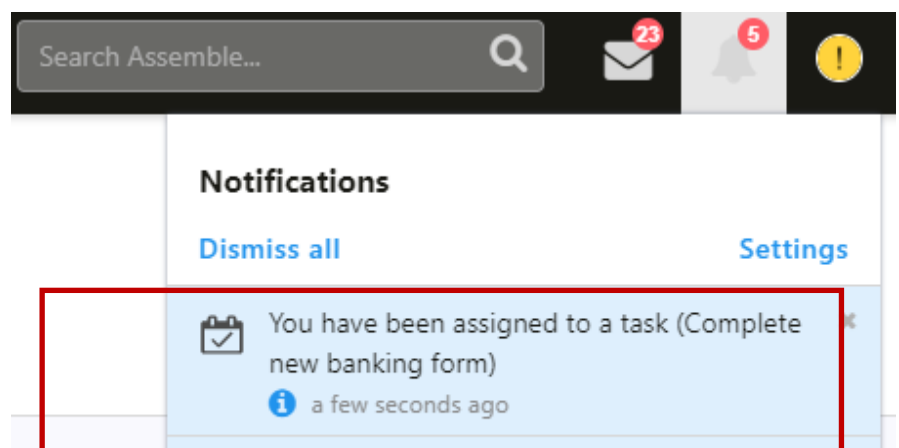 Search Assemble...
23
5
!
Notifications
Dismiss all
Settings
You have been assigned to a task (Complete
new banking form)
a few seconds ago